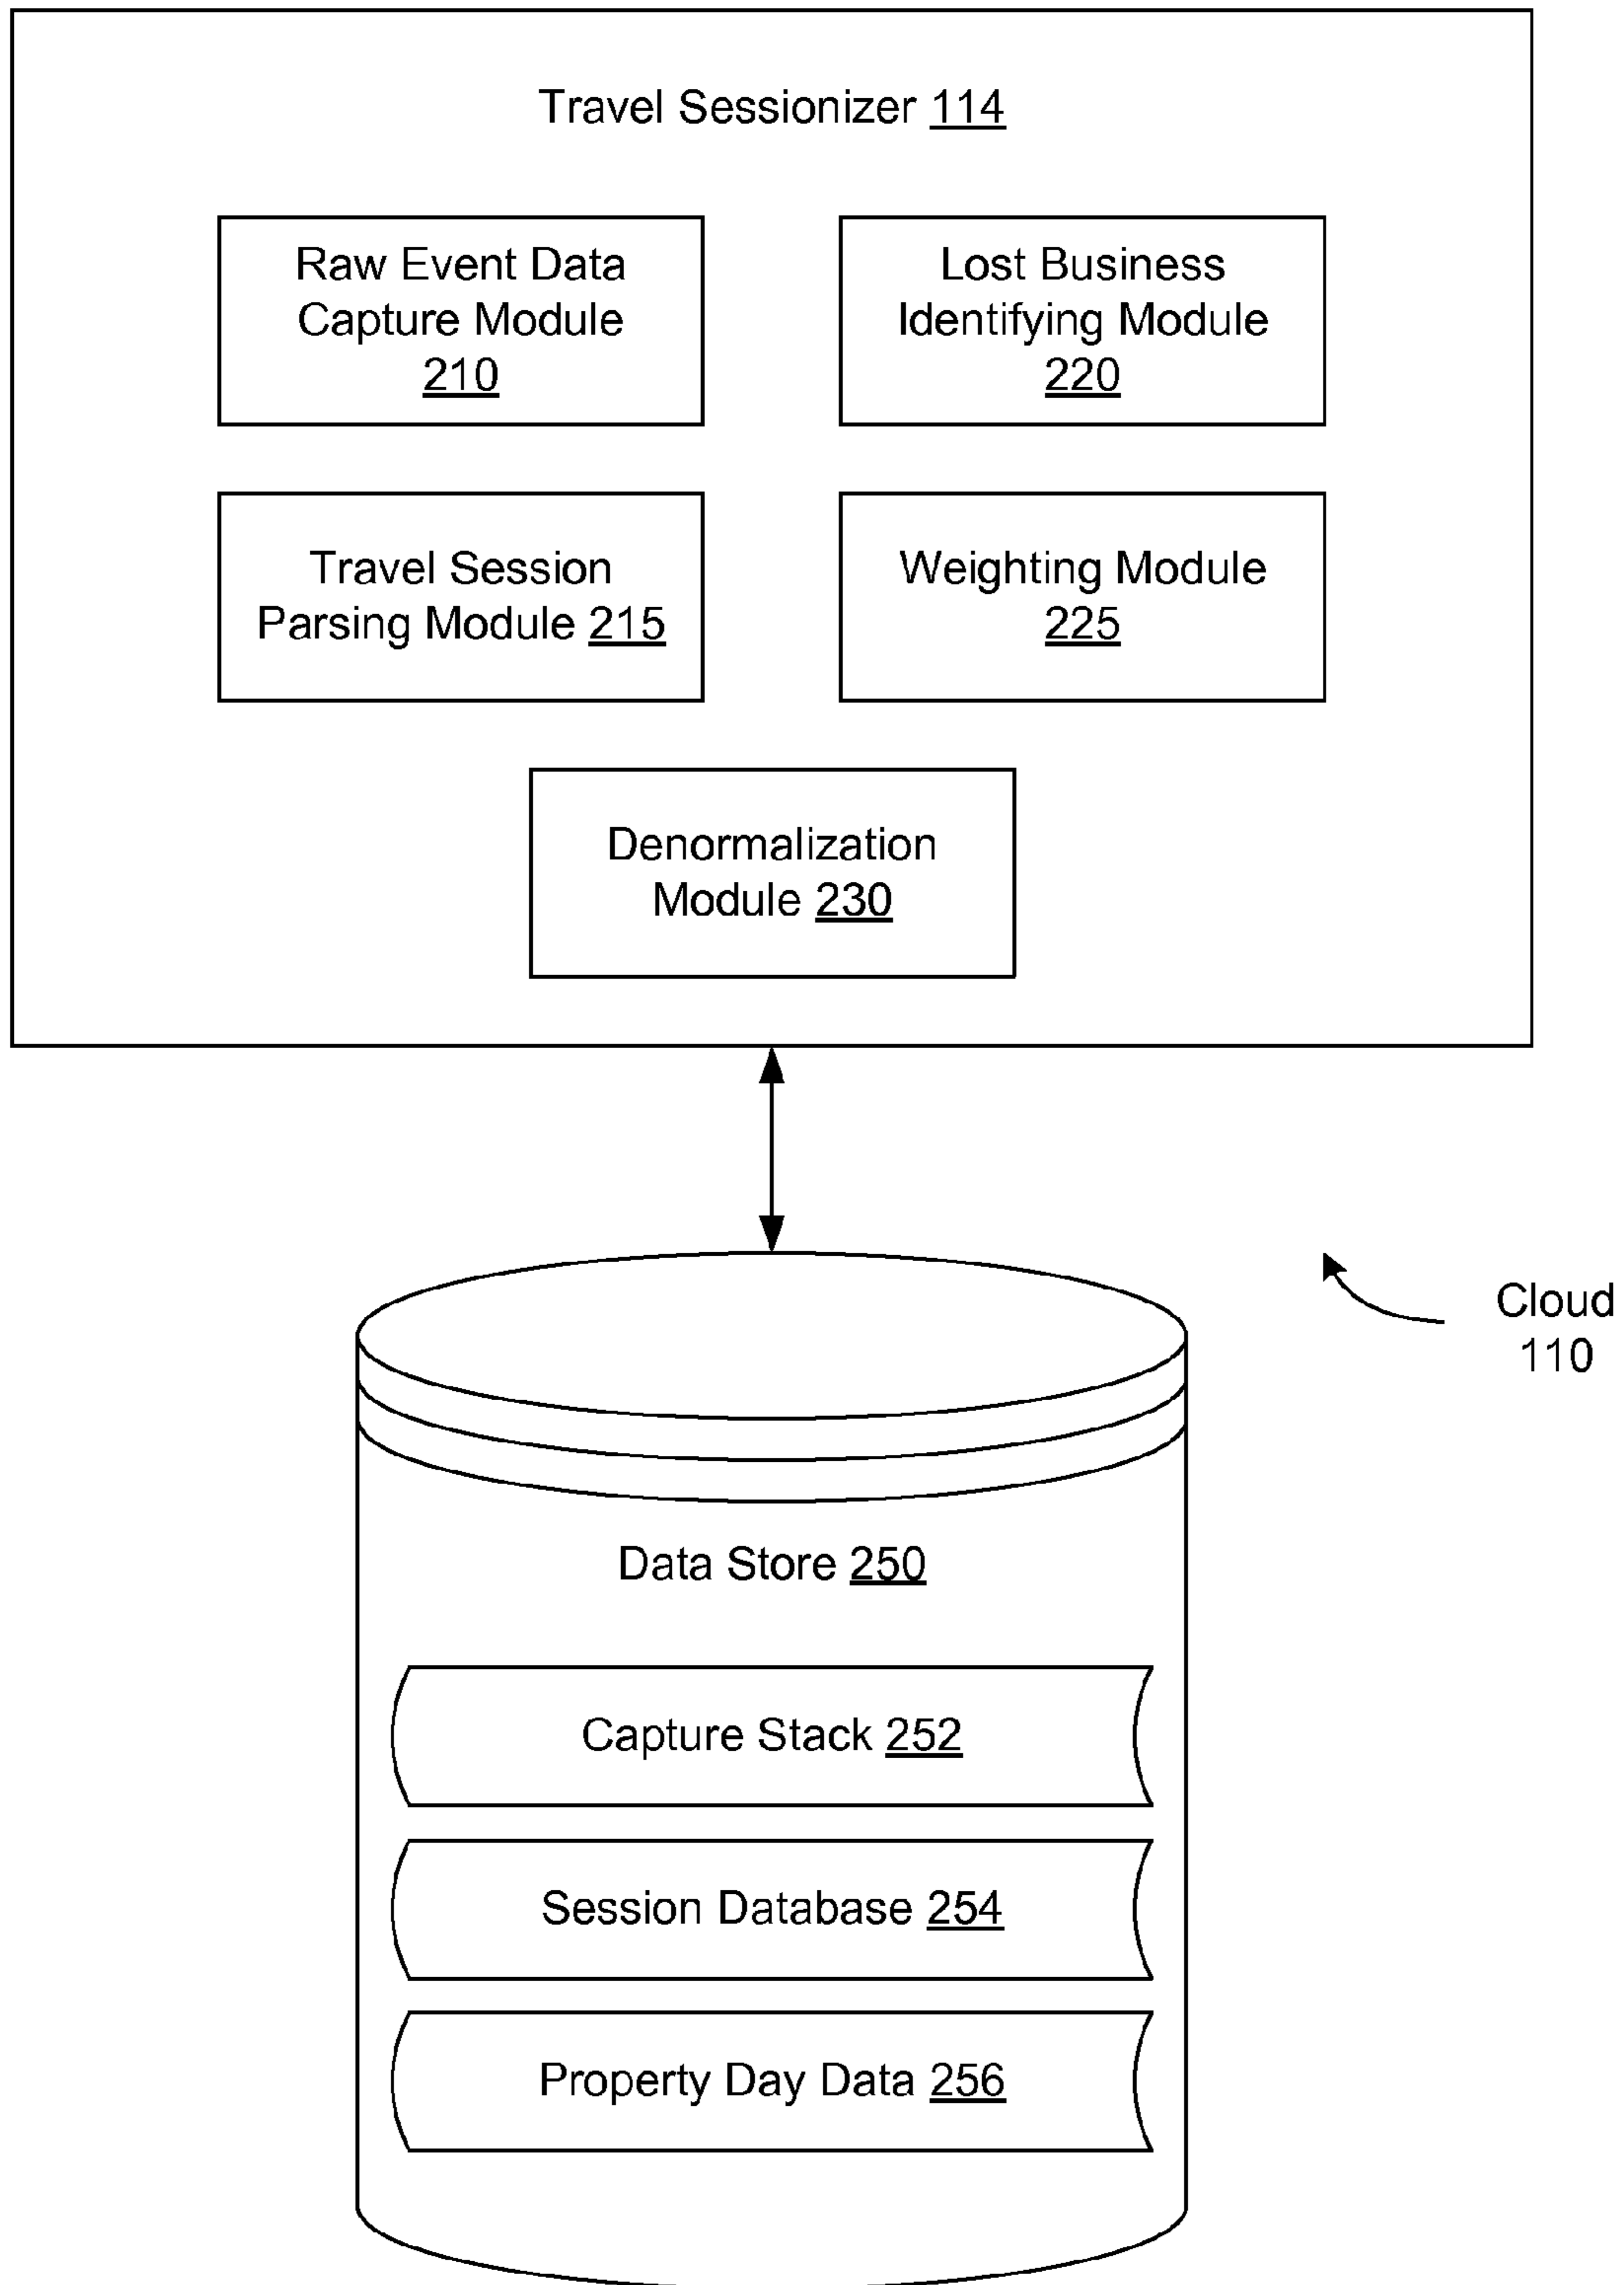 Travel Sessionizer 114
Raw Event Data
Capture Module
210
Lost Business
Identifying Module
220
Travel Session
Parsing Module 215
Weighting Module
225
Denormalization
Module 230
Cloud
110
Data Store 250
Capture Stack 252
Session Database 254
Property Day Data 256